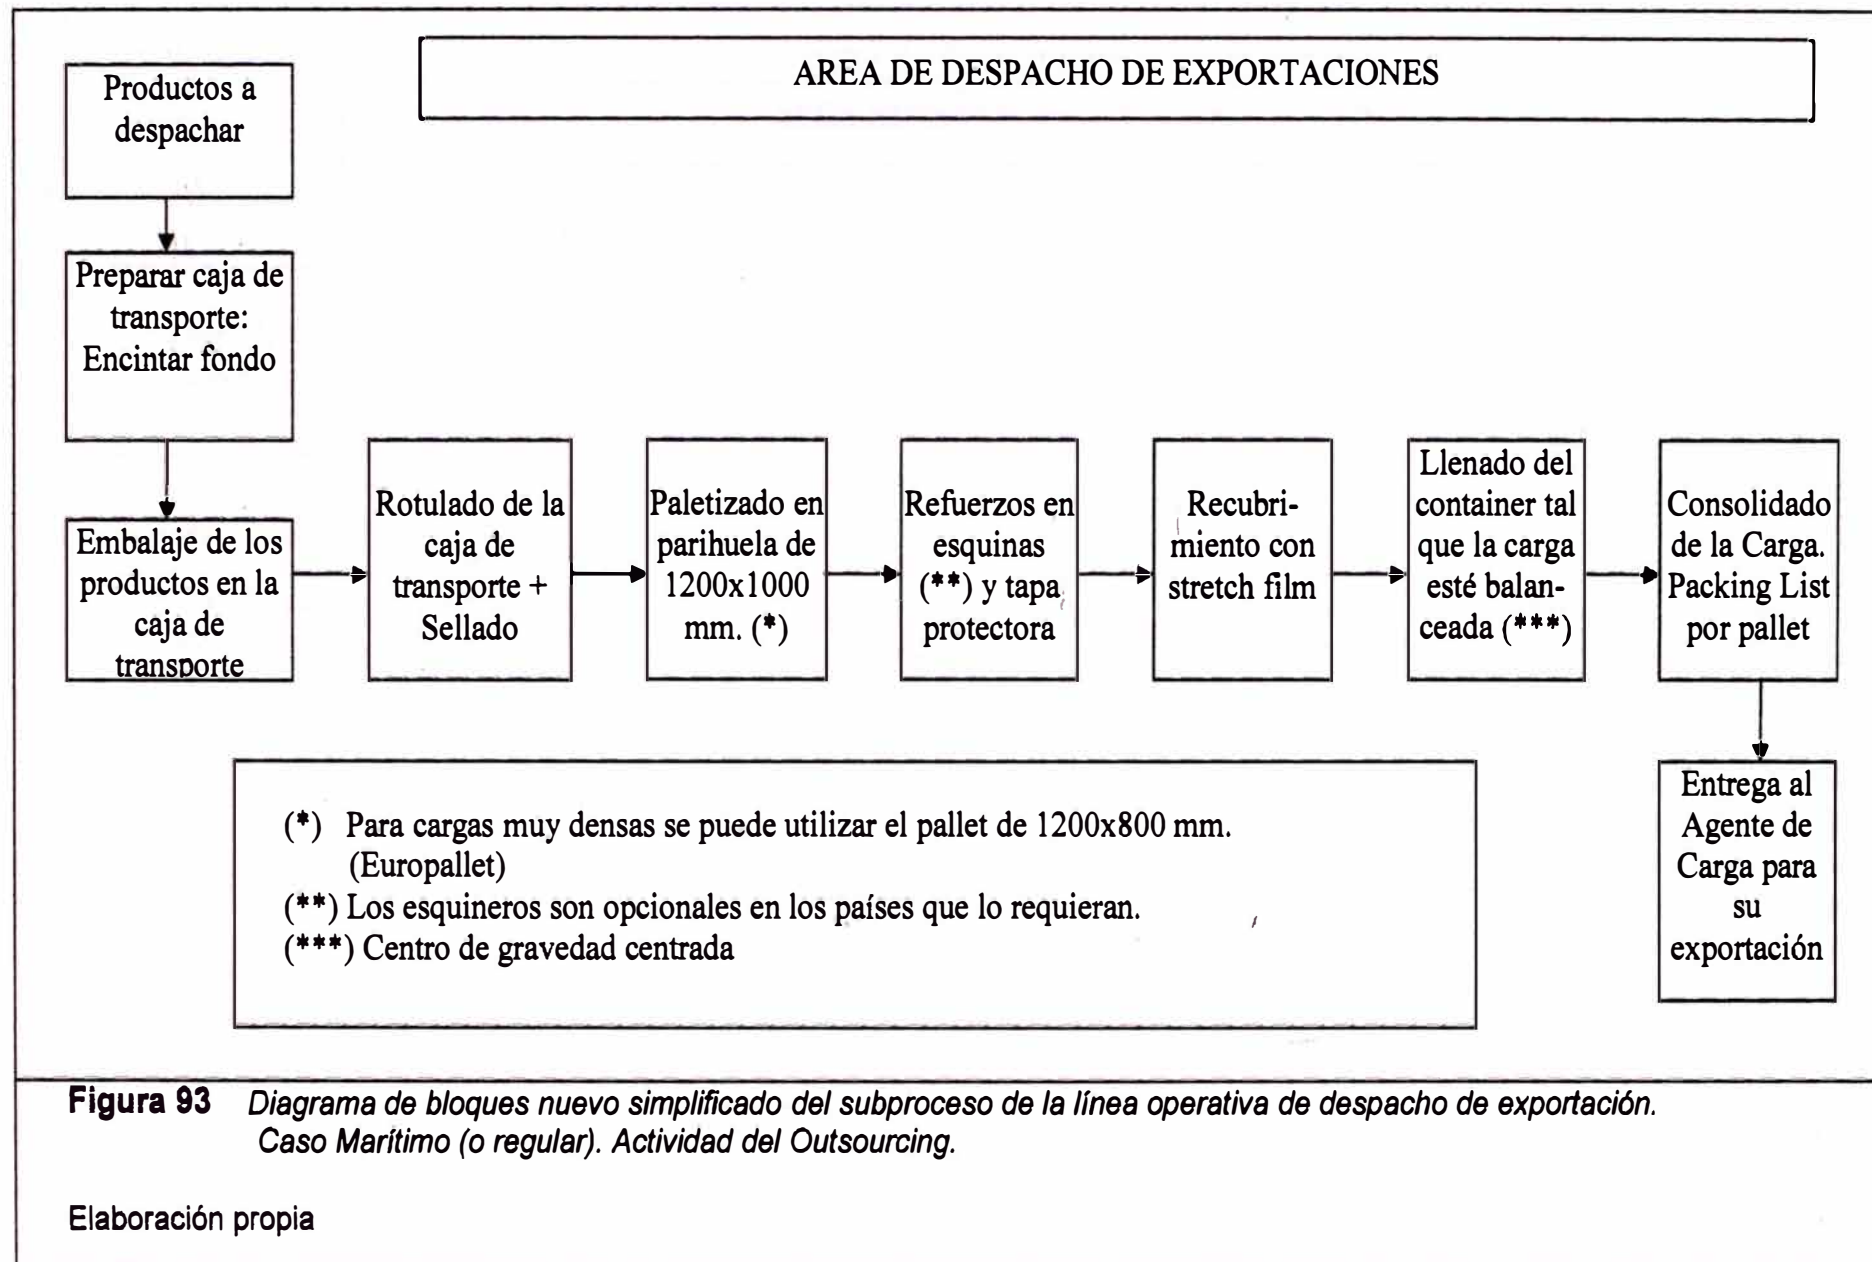 AREA DE DESPACHO DE EXPORTACIONES
Productos a
despachar
Preparar caja de
transporte:
Encintar fondo
Embalaje de los
productos en la
caja de
transporte
Rotulado de la
caja de
transporte +
Sellado
Paletizado en
parihuela de
1200x1000
mm. (*)
Refuerzos en
esquinas
(**) y tapa
protectora
Recubri-
miento con
stretch film
Llenado del
container tal
que la carga
esté balan-
ceada (***)
Consolidado
de la Carga.
Packing List
por pallet
Entrega al
Agente de
Carga para
su
exportación
(*) Para cargas muy densas se puede utilizar el pallet de 1200x800 mm.
(Europallet)
(**) Los esquineros son opcionales en los países que lo requieran.
(***) Centro de gravedad centrada
Figura 93 Diagrama de bloques nuevo simplificado del subproceso de la línea operativa de despacho de exportación.
Caso Marítimo (o regular). Actividad del Outsourcing.
Elaboración propia